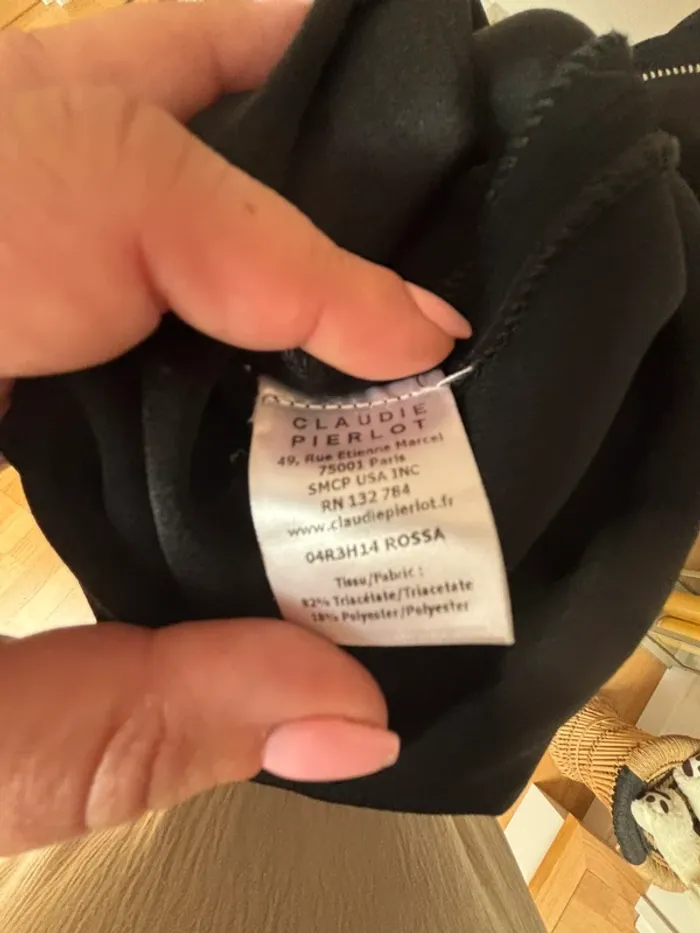 CLAUDIE
PIERLOT
49, Rue Etienne Marcel
75001 Paris
SMCP USA INC
RN 132 784
www.claudiepierlot.fr
04R3H14 ROSSA
Tissu/Fabric :
82% Triacétate/Triacetate
18% Polyester/Polyester